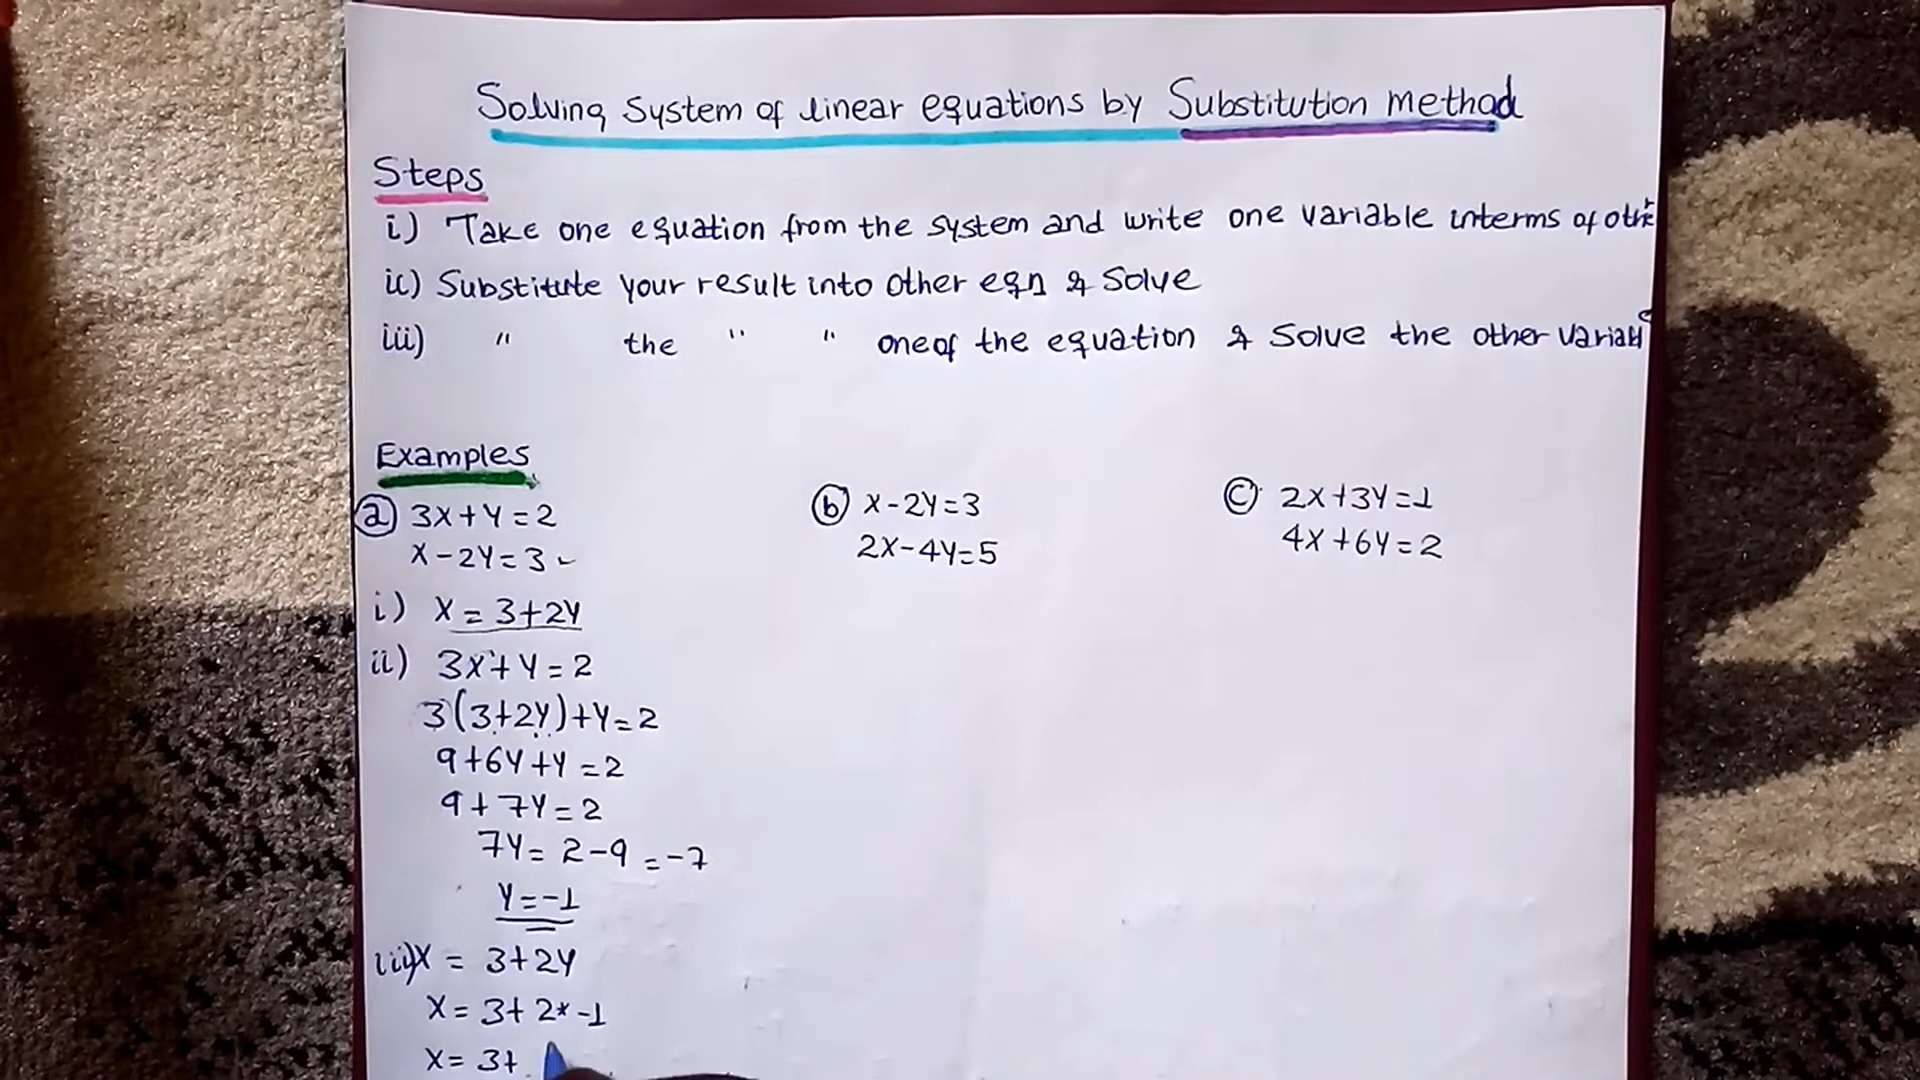 Solving System of linear equations by Substitution method
Steps
i) Take one equation from the system and write one variable interms of
ii) Substitute your result into other eqn & Solve
iii) " the " " one of the equation & Solve the other
Examples
ⓐ 3X+Y=2
X-2Y=3
i) X=3+2Y
ii) 3X+Y=2
3(3+2Y)+Y=2
9+6Y+Y=2
9+7Y=2
7Y=2-9=-7
Y=-1
iii) X=3+2Y
X=3+2*-1
X=3+
ⓑ X-2Y=3
2X-4Y=5
ⓒ 2X+3Y=1
4X+6Y=2